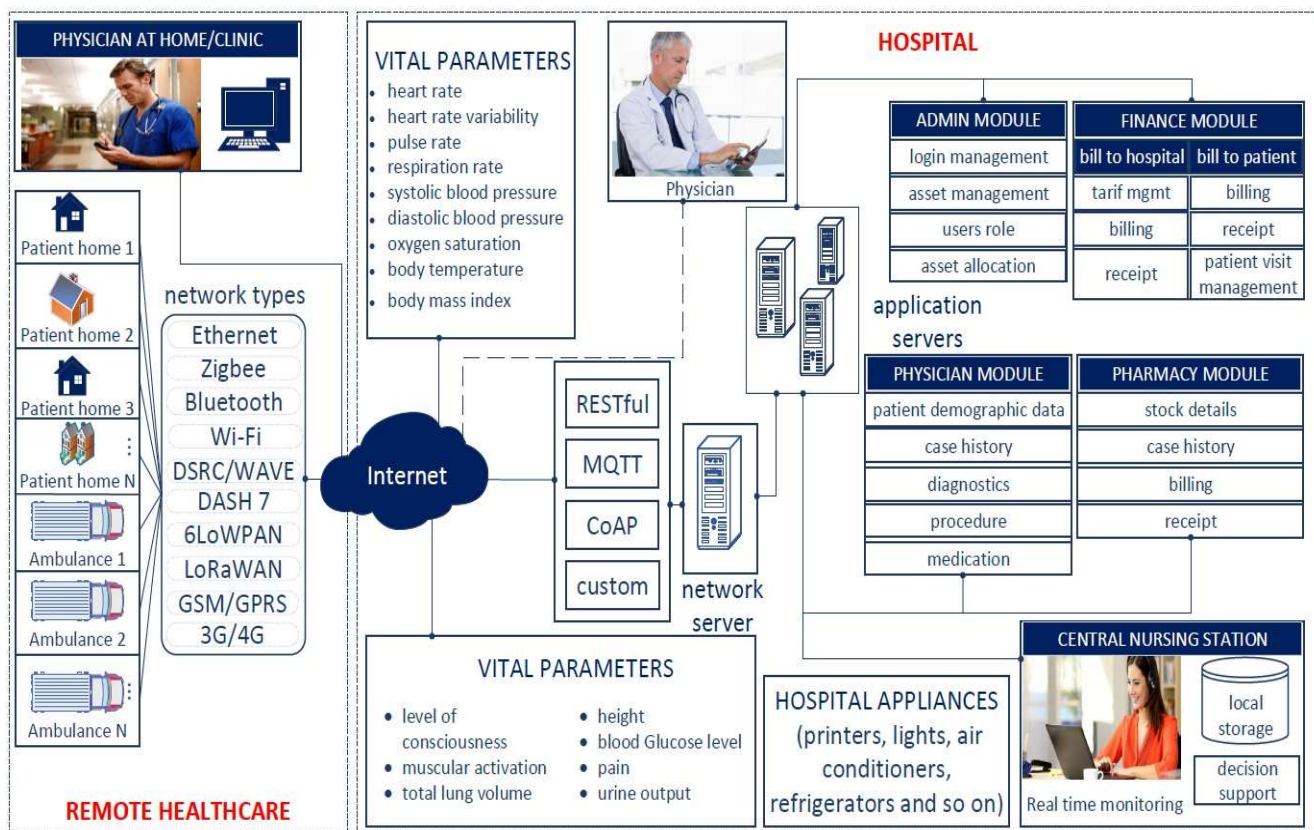 PHYSICIAN AT HOME/CLINIC
Patient home 1
Patient home 2
Patient home 3
Patient home N
Ambulance 1
Ambulance 2
Ambulance N
network types
Ethernet
Zigbee
Bluetooth
Wi-Fi
DSRC/WAVE
DASH 7
6LoWPAN
LoRaWAN
GSM/GPRS
3G/4G
REMOTE HEALTHCARE
VITAL PARAMETERS
• heart rate
• heart rate variability
• pulse rate
• respiration rate
• systolic blood pressure
• diastolic blood pressure
• oxygen saturation
• body temperature
• body mass index
Physician
HOSPITAL
Internet
RESTful
MQTT
CoAP
custom
network
server
application
servers
ADMIN MODULE
login management
asset management
users role
asset allocation
FINANCE MODULE
bill to hospital
tarif mgmt
billing
receipt
bill to patient
billing
receipt
patient visit
management
PHYSICIAN MODULE
patient demographic data
case history
diagnostics
procedure
medication
PHARMACY MODULE
stock details
case history
billing
receipt
VITAL PARAMETERS
• level of
consciousness
• muscular activation
• total lung volume
• height
• blood Glucose level
• pain
• urine output
HOSPITAL APPLIANCES
(printers, lights, air
conditioners,
refrigerators and so on)
CENTRAL NURSING STATION
Real time monitoring
local
storage
decision
support